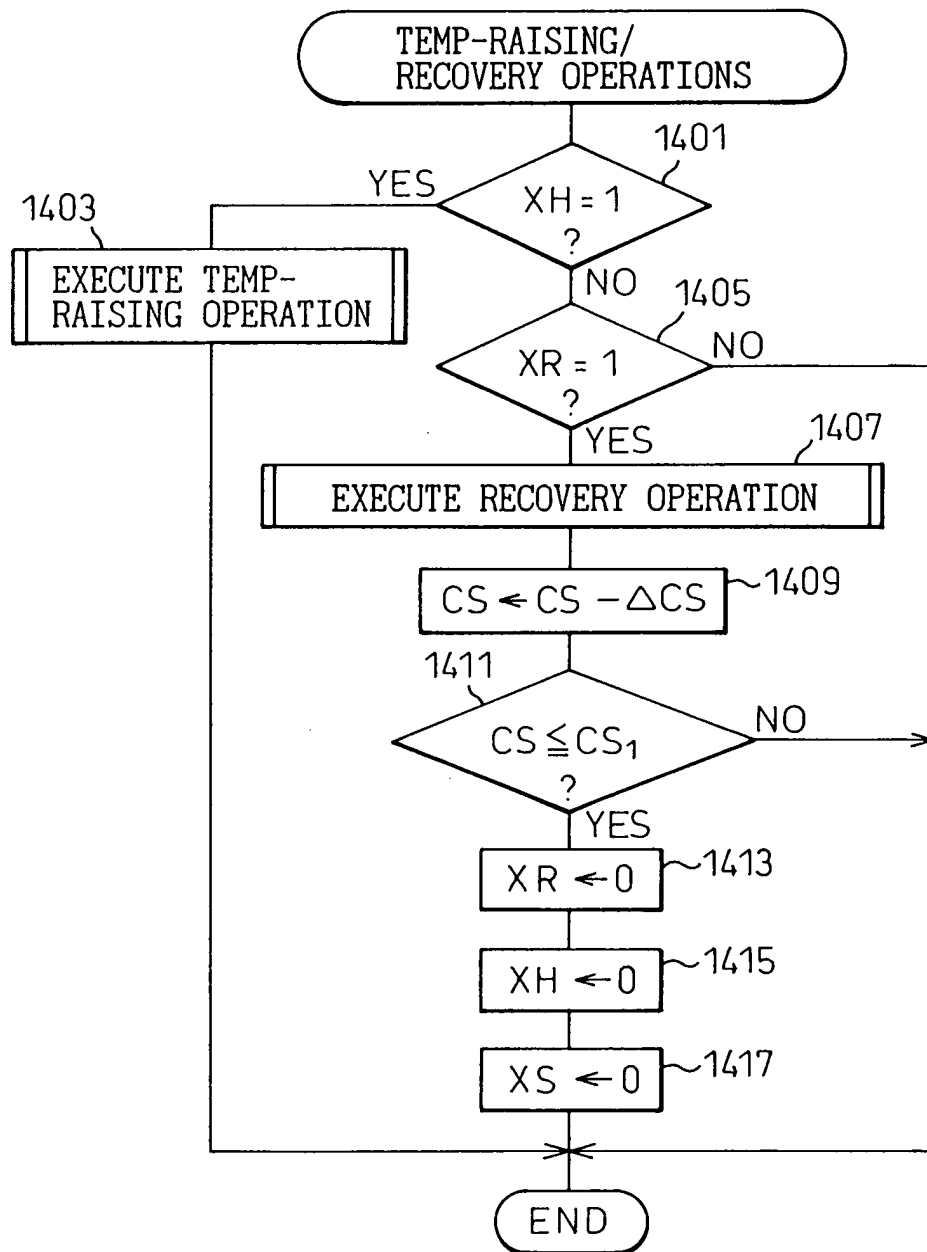 TEMP-RAISING/
RECOVERY OPERATIONS
1401
YES
XH = 1
?
1403
EXECUTE TEMP-
RAISING OPERATION
NO
1405
XR = 1
?
NO
YES
1407
EXECUTE RECOVERY OPERATION
CS ← CS − △CS
1409
1411
CS ≦ CS₁
?
NO
YES
XR ← 0
1413
XH ← 0
1415
XS ← 0
1417
END